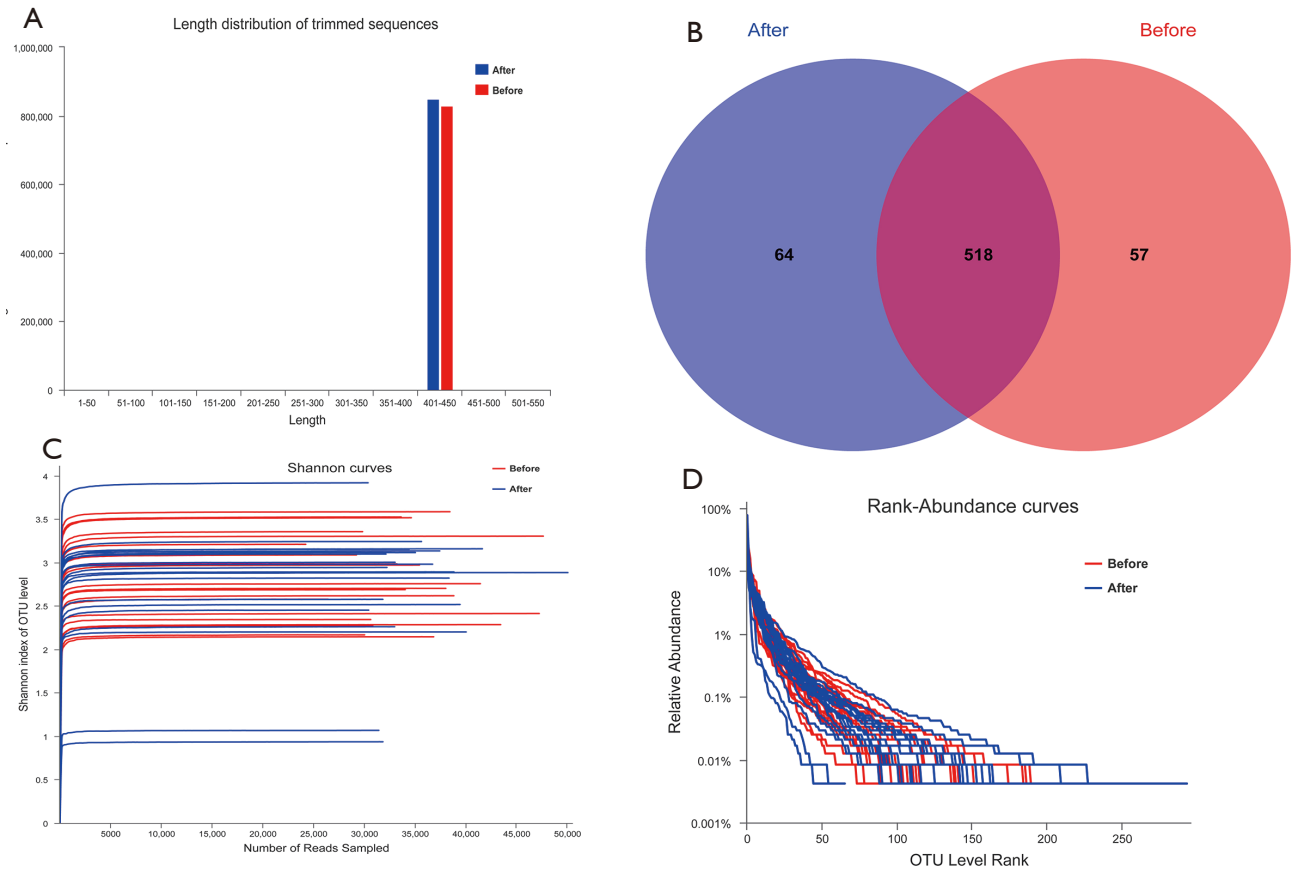 A
Length distribution of trimmed sequences
1,000,000
800,000
600,000
400,000
200,000
0
After
Before
1-50 51-100 101-150 151-200 201-250 251-300 301-350 351-400 401-450 451-500 501-550
Length
B
After
Before
64
518
57
C
Shannon curves
Before
After
Shannon index of OTU level
4
3.5
3
2.5
2
1.5
1
0.5
0
5000 10,000 15,000 20,000 25,000 30,000 35,000 40,000 45,000 50,000
Number of Reads Sampled
D
Rank-Abundance curves
Before
After
Relative Abundance
100%
10%
1%
0.1%
0.01%
0.001%
0 50 100 150 200 250
OTU Level Rank